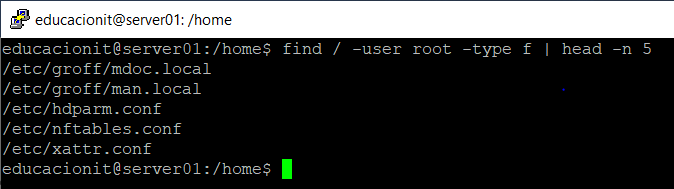 educacionit@server01: /home
educacionit@server01:/home$ find / -user root -type f | head -n 5
/etc/groff/mdoc.local
/etc/groff/man.local
/etc/hdparm.conf
/etc/nftables.conf
/etc/xattr.conf
educacionit@server01:/home$